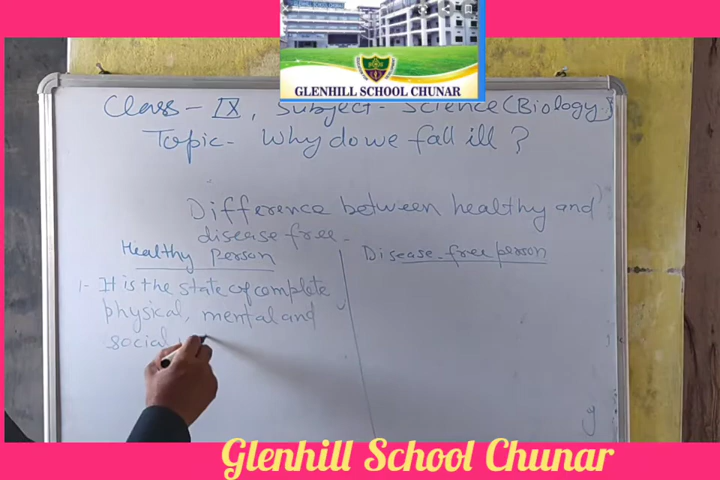 GLENHILL SCHOOL CHUNAR
Class - IX, Subject - Science (Biology)
Topic - Why do we fall ill ?
Difference between healthy and
disease free -
Healthy Person
Disease-free person
1- It is the state of complete
physical, mental and
social
g
Glenhill School Chunar